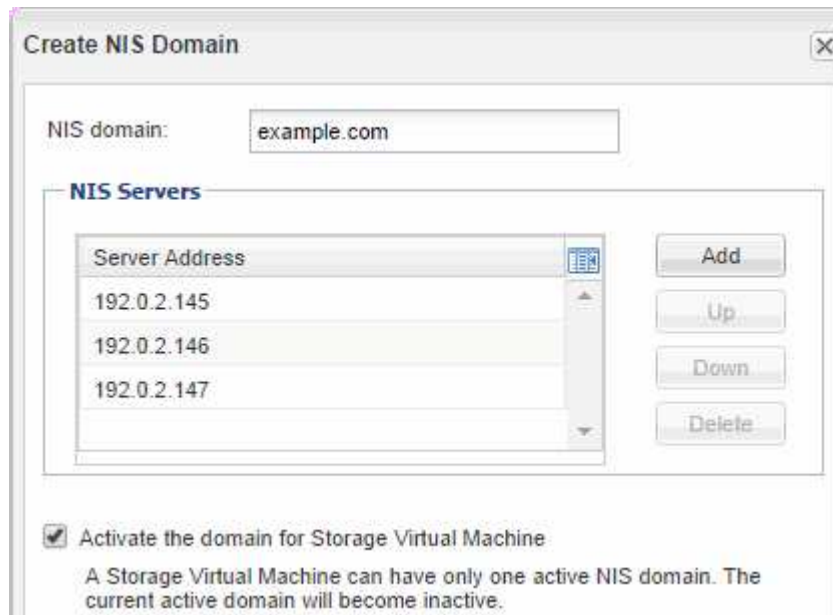 Create NIS Domain
NIS domain:
example.com
NIS Servers
Server Address
192.0.2.145
192.0.2.146
192.0.2.147
Add
Up
Down
Delete
Activate the domain for Storage Virtual Machine
A Storage Virtual Machine can have only one active NIS domain. The
current active domain will become inactive.